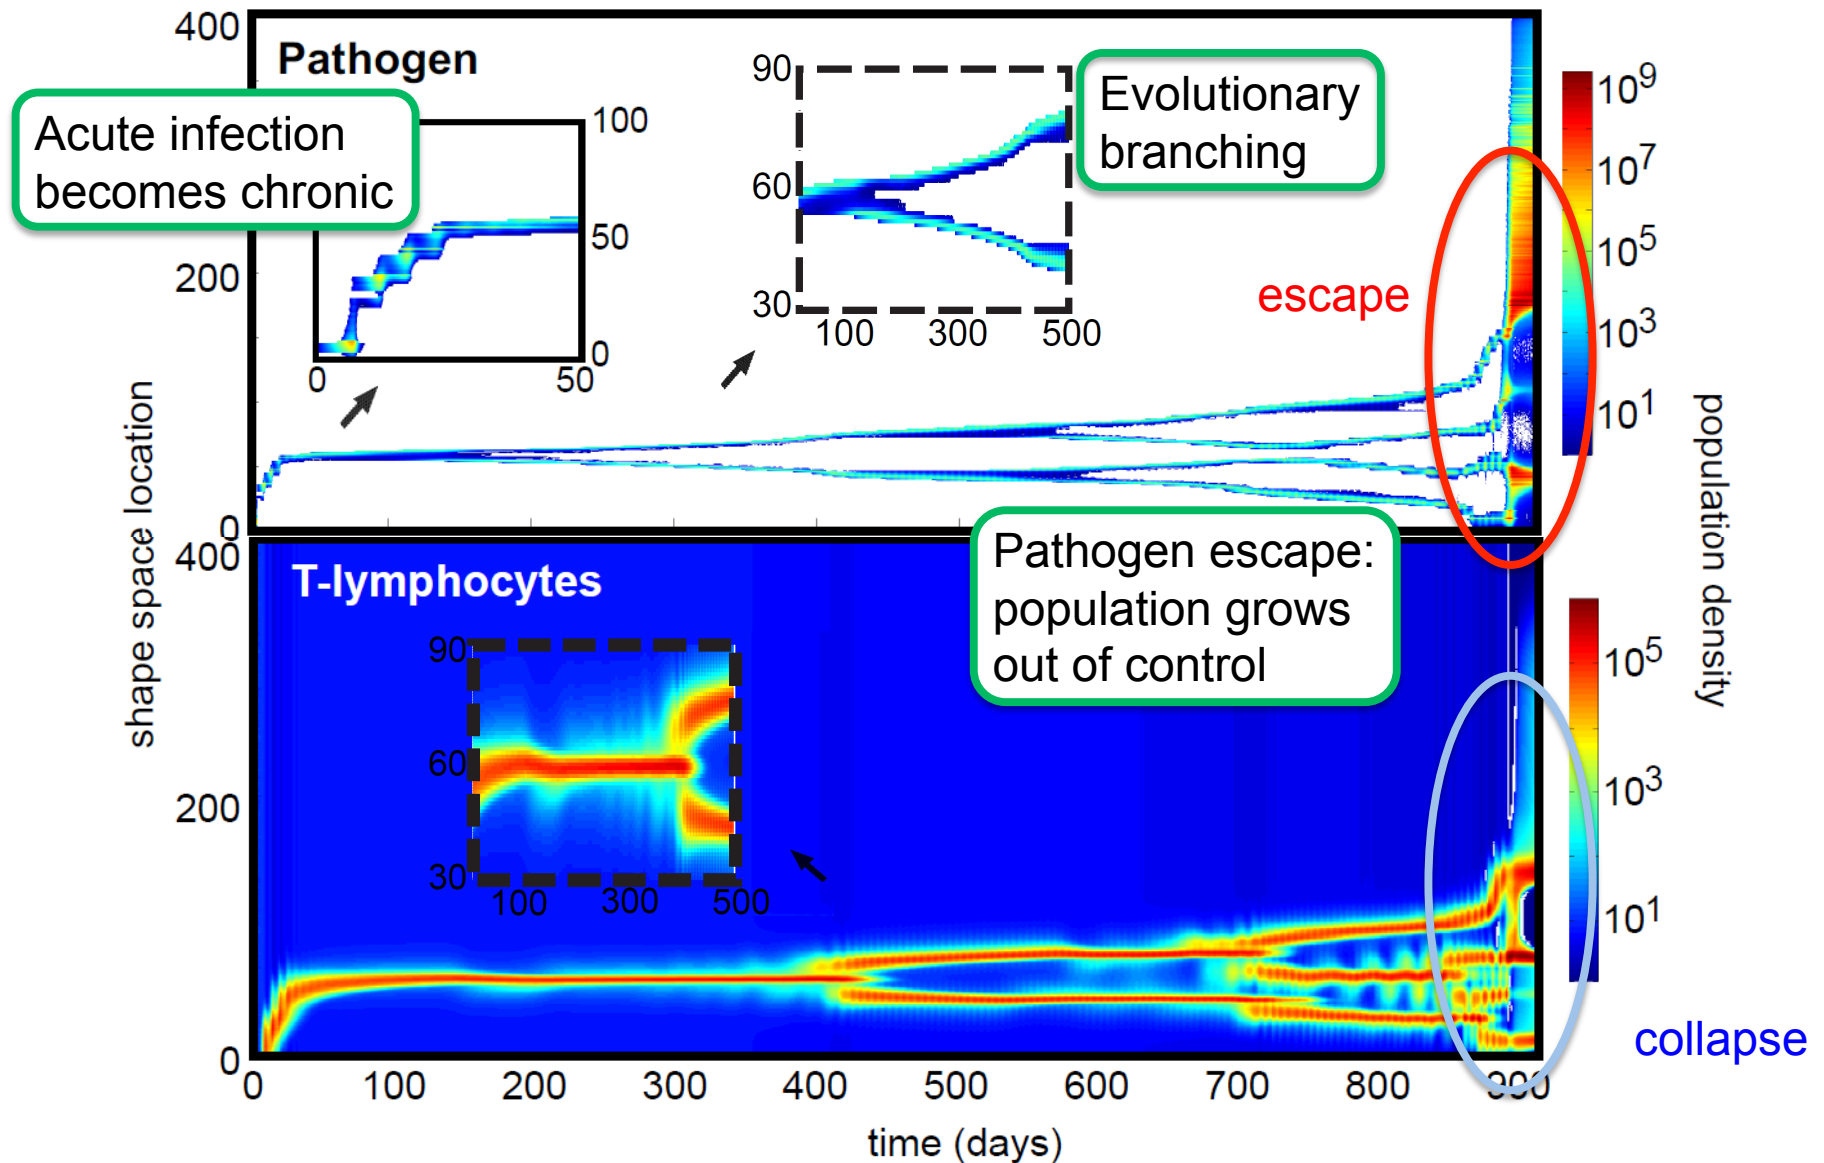 400
Pathogen
Acute infection
becomes chronic
100
50
0
0
50
90
60
30
100
300
500
Evolutionary
branching
escape
200
0
10^9
10^7
10^5
10^3
10^1
shape space location
population density
400
T-lymphocytes
90
60
30
100
300
500
Pathogen escape:
population grows
out of control
200
0
10^5
10^3
10^1
collapse
0
100
200
300
400
500
600
700
800
900
time (days)